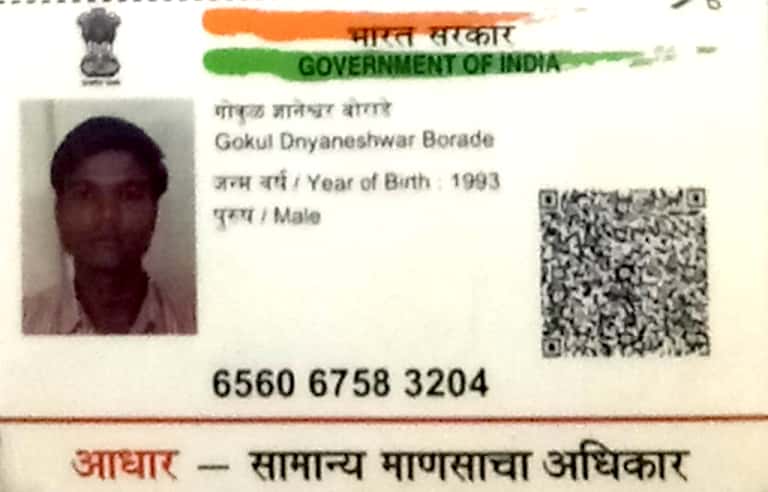 भारत सरकार
GOVERNMENT OF INDIA
गोकुळ ज्ञानेश्वर बोराडे
Gokul Dnyaneshwar Borade
जन्म वर्ष / Year of Birth : 1993
पुरुष / Male
6560 6758 3204
आधार — सामान्य माणसाचा अधिकार